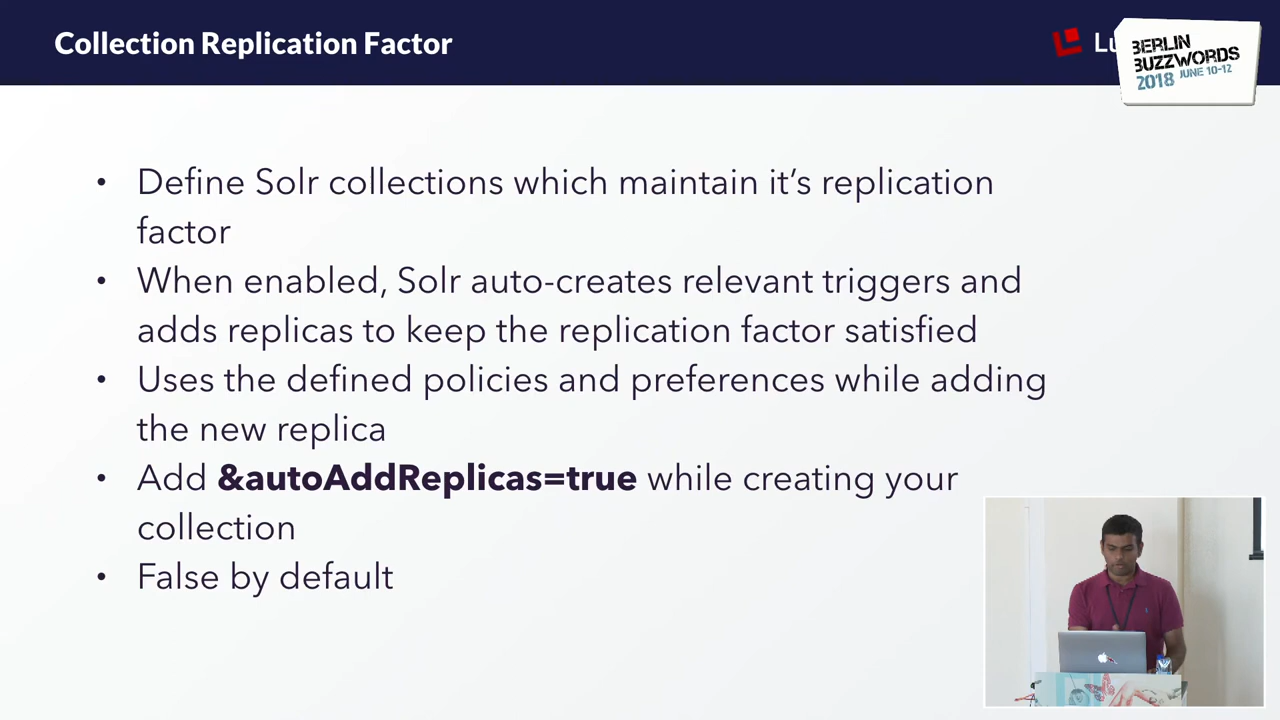 Collection Replication Factor
Lu
BERLIN
BUZZWORDS
2018 JUNE 10-12
• Define Solr collections which maintain it's replication
factor
• When enabled, Solr auto-creates relevant triggers and
adds replicas to keep the replication factor satisfied
• Uses the defined policies and preferences while adding
the new replica
• Add &autoAddReplicas=true while creating your
collection
• False by default